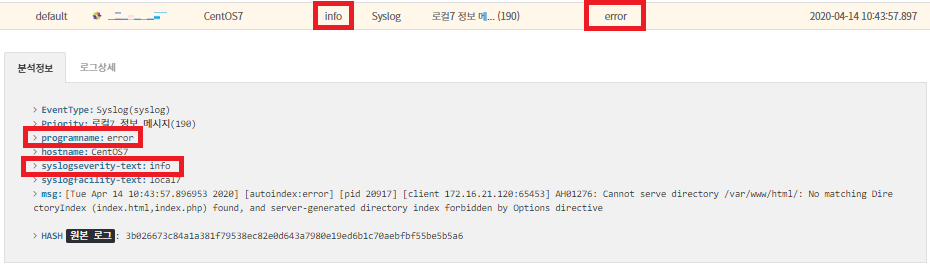 default CentOS7 info Syslog 로컬7 정보 메... (190) error 2020-04-14 10:43:57.897
분석정보 로그상세
> EventType: Syslog(syslog)
> Priority: 로컬7 정보 메시지(190)
> programname: error
> hostname: CentOS7
> syslogseverity-text: info
> syslogfacility-text: local7
> msg: [Tue Apr 14 10:43:57.896953 2020] [autoindex:error] [pid 20917] [client 172.16.21.120:65453] AH01276: Cannot serve directory /var/www/html/: No matching Dire
ctoryIndex (index.html,index.php) found, and server-generated directory index forbidden by Options directive
> HASH 원본 로그 : 3b026673c84a1a381f79538ec82e0d643a7980e19ed6b1c70aebfbf55be5b5a6